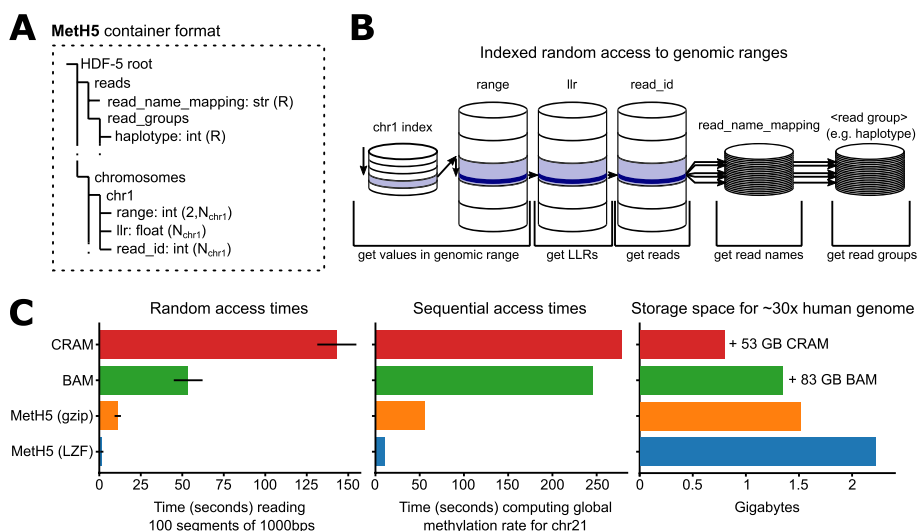 A
MetH5 container format
HDF-5 root
reads
read_name_mapping: str (R)
read_groups
haplotype: int (R)
chromosomes
chr1
range: int (2,Nchr1)
llr: float (Nchr1)
read_id: int (Nchr1)
B
Indexed random access to genomic ranges
chr1 index
range
llr
read_id
read_name_mapping
<read group>
(e.g. haplotype)
get values in genomic range
get LLRs
get reads
get read names
get read groups
C
Random access times
CRAM
BAM
MetH5 (gzip)
MetH5 (LZF)
0 25 50 75 100 125 150
Time (seconds) reading
100 segments of 1000bps
Sequential access times
0 50 100 150 200 250
Time (seconds) computing global
methylation rate for chr21
Storage space for ~30x human genome
+ 53 GB CRAM
+ 83 GB BAM
0 0.5 1 1.5 2
Gigabytes